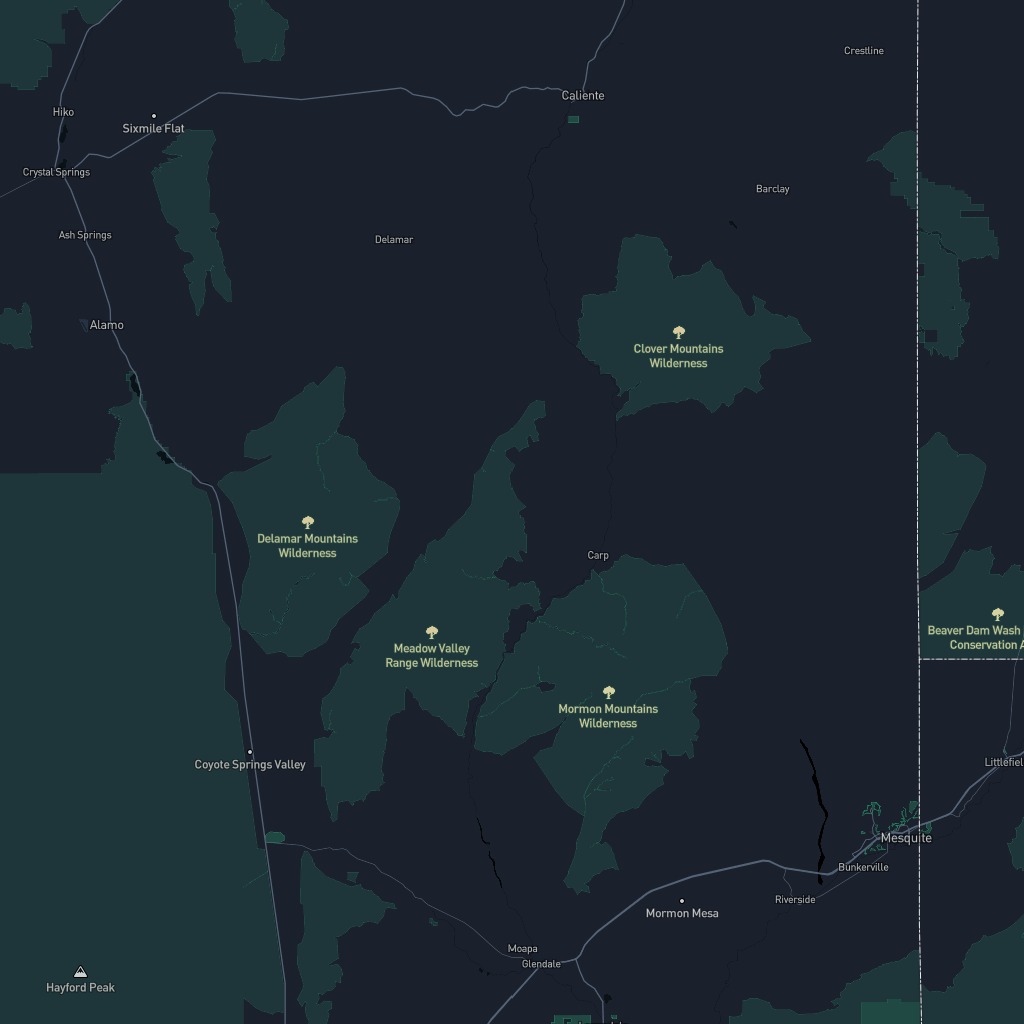 Crestline
Caliente
Hiko
Sixmile Flat
Crystal Springs
Barclay
Ash Springs
Delamar
Alamo
Clover Mountains
Wilderness
Delamar Mountains
Wilderness
Carp
Beaver Dam Wash
Conservation A
Meadow Valley
Range Wilderness
Mormon Mountains
Wilderness
Coyote Springs Valley
Littlefiel
Mesquite
Bunkerville
Riverside
Mormon Mesa
Moapa
Glendale
Hayford Peak